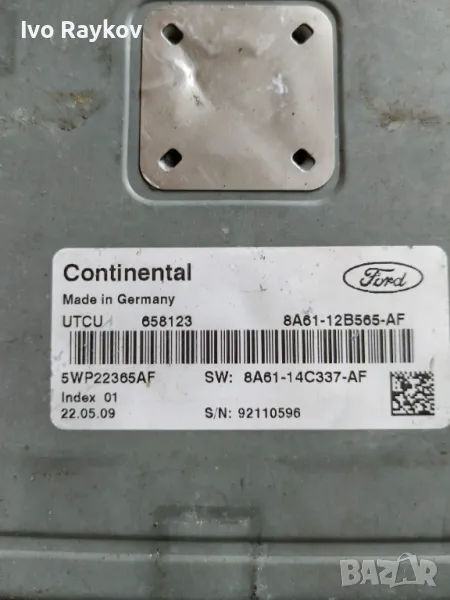 Ivo Raykov
Continental
Ford
Made in Germany
UTCU 658123 8A61-12B565-AF
5WP22365AF SW: 8A61-14C337-AF
Index 01
22.05.09 S/N: 92110596
BAZAR